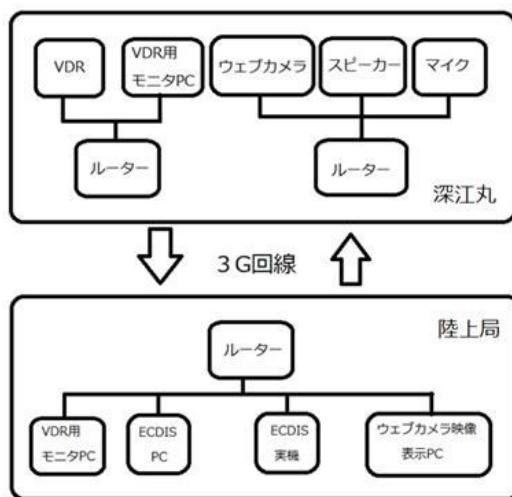 VDR
VDR用
モニタPC
ウェブカメラ
スピーカー
マイク
ルーター
ルーター
深江丸
３G回線
陸上局
ルーター
VDR用
モニタPC
ECDIS
PC
ECDIS
実機
ウェブカメラ映像
表示PC